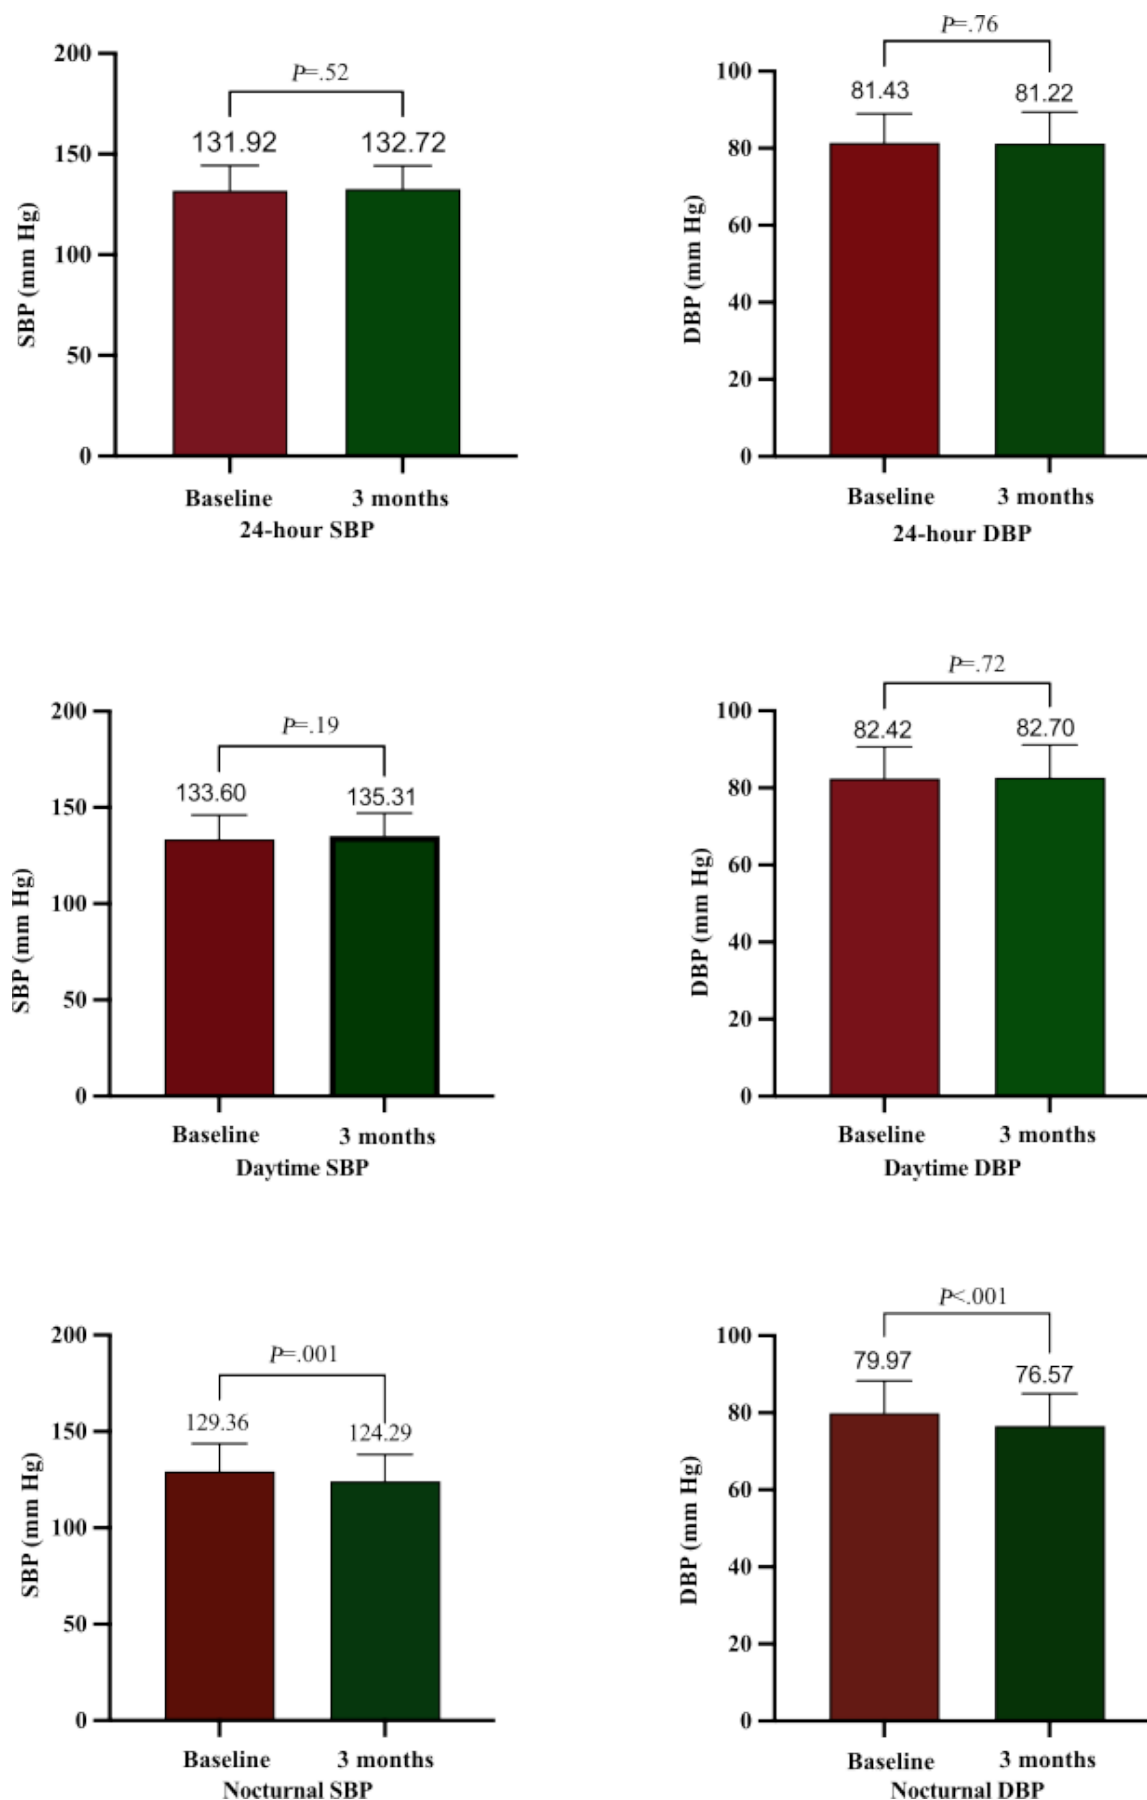 P=.52
200
131.92 132.72
150
100
50
0
SBP (mm Hg)
Baseline 3 months
24-hour SBP
P=.76
100
81.43 81.22
80
60
40
20
0
DBP (mm Hg)
Baseline 3 months
24-hour DBP
P=.19
200
133.60 135.31
150
100
50
0
SBP (mm Hg)
Baseline 3 months
Daytime SBP
P=.72
100
82.42 82.70
80
60
40
20
0
DBP (mm Hg)
Baseline 3 months
Daytime DBP
200
P=.001
129.36 124.29
150
100
50
0
SBP (mm Hg)
Baseline 3 months
Nocturnal SBP
P<.001
100
79.97 76.57
80
60
40
20
0
DBP (mm Hg)
Baseline 3 months
Nocturnal DBP